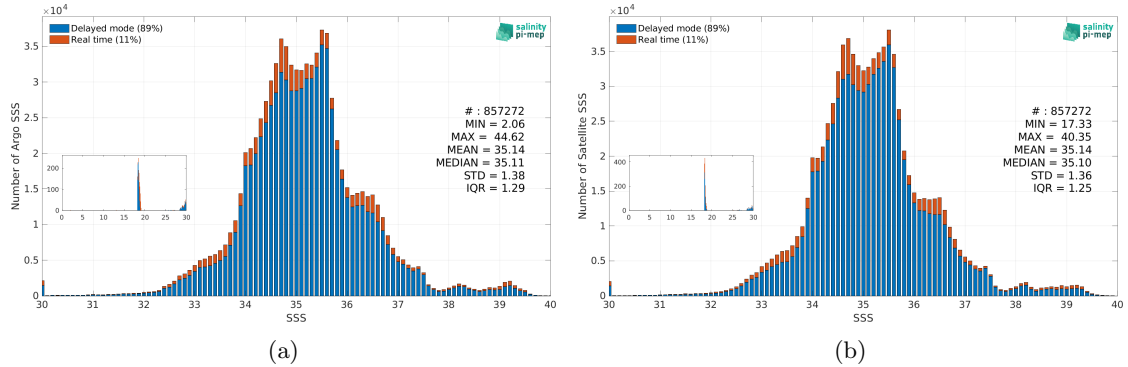 ×10^4
Delayed mode (89%)
Real time (11%)
salinity
pi-mep
3.5
3
2.5
2
1.5
1
0.5
0
Number of Argo SSS
# : 857272
MIN = 2.06
MAX = 44.62
MEAN = 35.14
MEDIAN = 35.11
STD = 1.38
IQR = 1.29
200
100
0
0 5 10 15 20 25 30
30 31 32 33 34 35 36 37 38 39 40
SSS
(a)
×10^4
Delayed mode (89%)
Real time (11%)
salinity
pi-mep
3.5
3
2.5
2
1.5
1
0.5
0
Number of Satellite SSS
# : 857272
MIN = 17.33
MAX = 40.35
MEAN = 35.14
MEDIAN = 35.10
STD = 1.36
IQR = 1.25
400
200
0
0 5 10 15 20 25 30
30 31 32 33 34 35 36 37 38 39 40
SSS
(b)